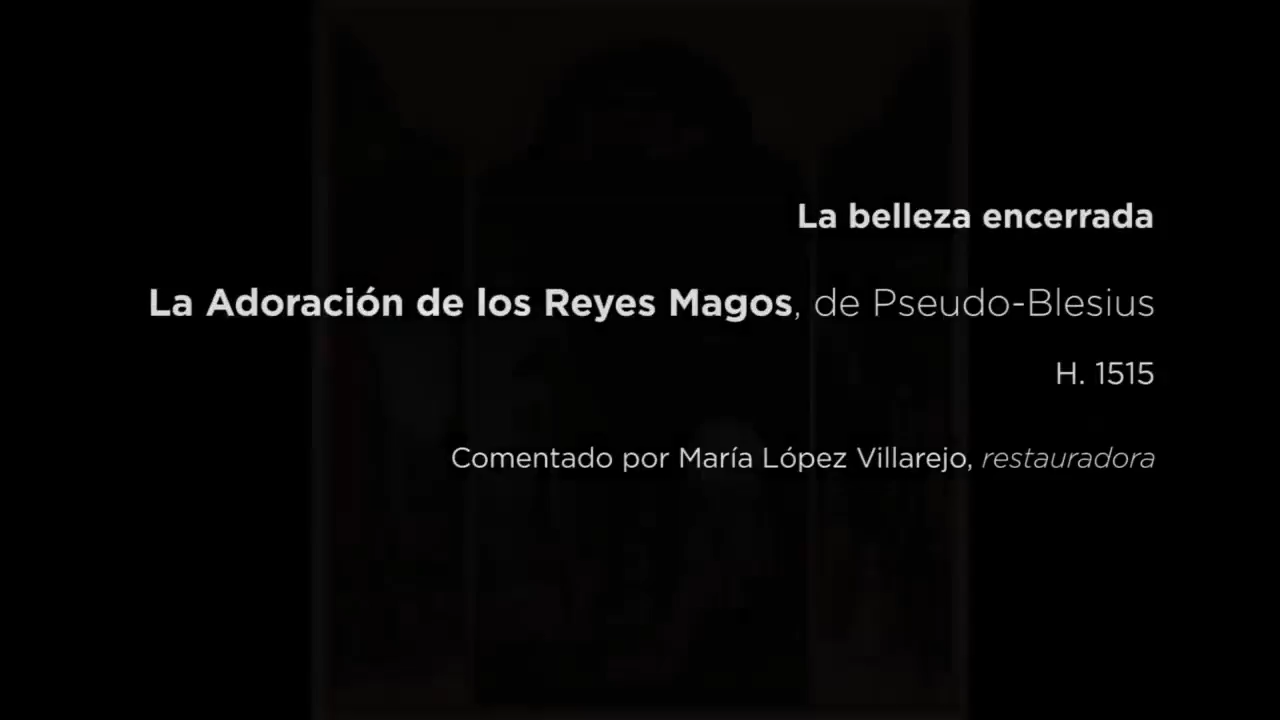 La belleza encerrada
La Adoración de los Reyes Magos, de Pseudo-Blesius
H. 1515
Comentado por María López Villarejo, restauradora